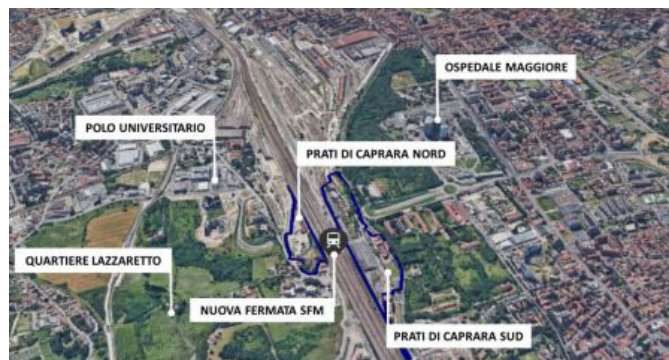 OSPEDALE MAGGIORE
POLO UNIVERSITARIO
PRATI DI CAPRARA NORD
QUARTIERE LAZZARETTO
NUOVA FERMATA SFM
PRATI DI CAPRARA SUD